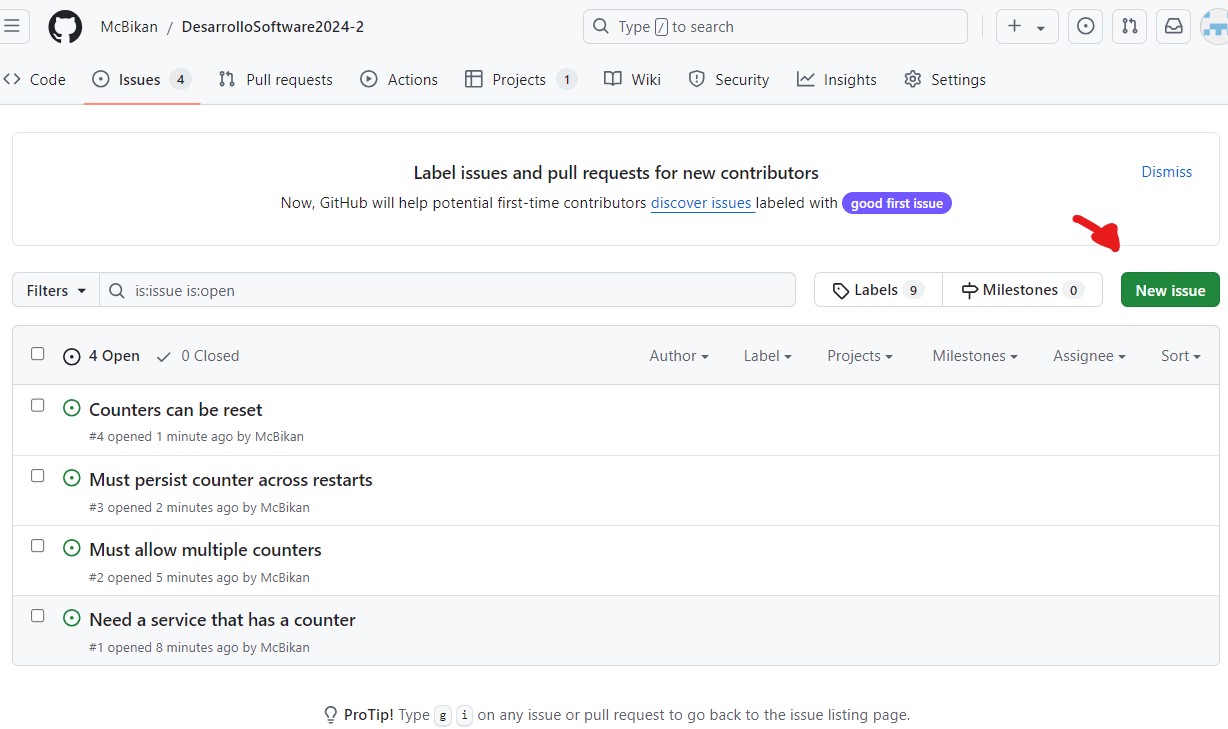 McBikan / DesarrolloSoftware2024-2
Type / to search
Code
Issues 4
Pull requests
Actions
Projects 1
Wiki
Security
Insights
Settings
Label issues and pull requests for new contributors
Dismiss
Now, GitHub will help potential first-time contributors discover issues labeled with good first issue
Filters
is:issue is:open
Labels 9
Milestones 0
New issue
4 Open
0 Closed
Author
Label
Projects
Milestones
Assignee
Sort
Counters can be reset
#4 opened 1 minute ago by McBikan
Must persist counter across restarts
#3 opened 2 minutes ago by McBikan
Must allow multiple counters
#2 opened 5 minutes ago by McBikan
Need a service that has a counter
#1 opened 8 minutes ago by McBikan
ProTip! Type g i on any issue or pull request to go back to the issue listing page.